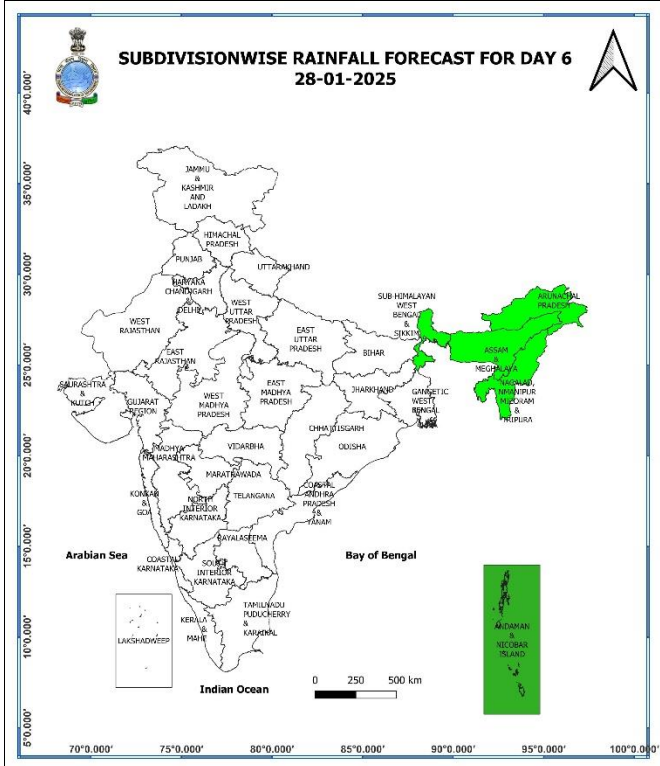 SUBDIVISIONWISE RAINFALL FORECAST FOR DAY 6
28-01-2025
40°0.000'
35°0.000'
30°0.000'
25°0.000'
20°0.000'
15°0.000'
10°0.000'
5°0.000'
JAMMU
&
KASHMIR
AND
LADAKH
HIMACHAL
PRADESH
PUNJAB
UTTARAKHAND
HARYANA
CHANDIGARH
&
DELHI
WEST
RAJASTHAN
WEST
UTTAR
PRADESH
EAST
UTTAR
PRADESH
SUB HIMALAYAN
WEST
BENGAL
&
SIKKIM
ARUNACHAL
PRADESH
EAST
RAJASTHAN
BIHAR
ASSAM
&
MEGHALAYA
NAGALAD,
MANIPUR
MIZORAM
&
TRIPURA
SAURASHTRA
&
KUTCH
GUJARAT
REGION
WEST
MADHYA
PRADESH
EAST
MADHYA
PRADESH
JHARKHAND
GANGETIC
WEST
BENGAL
CHHATTISGARH
ODISHA
MADHYA
MAHARASHTRA
VIDARBHA
MARATHWADA
TELANGANA
KONKAN
&
GOA
NORTH
INTERIOR
KARNATAKA
COASTAL
ANDHRA
PRADESH
&
YANAM
RAYALASEEMA
Arabian Sea
Bay of Bengal
COASTAL
KARNATAKA
SOUTH
INTERIOR
KARNATAKA
TAMILNADU
PUDUCHERRY
&
KARAIKAL
KERALA
&
MAHE
LAKSHADWEEP
ANDAMAN
&
NICOBAR
ISLAND
Indian Ocean
0 250 500 km
70°0.000' 75°0.000' 80°0.000' 85°0.000' 90°0.000' 95°0.000' 100°0.000'